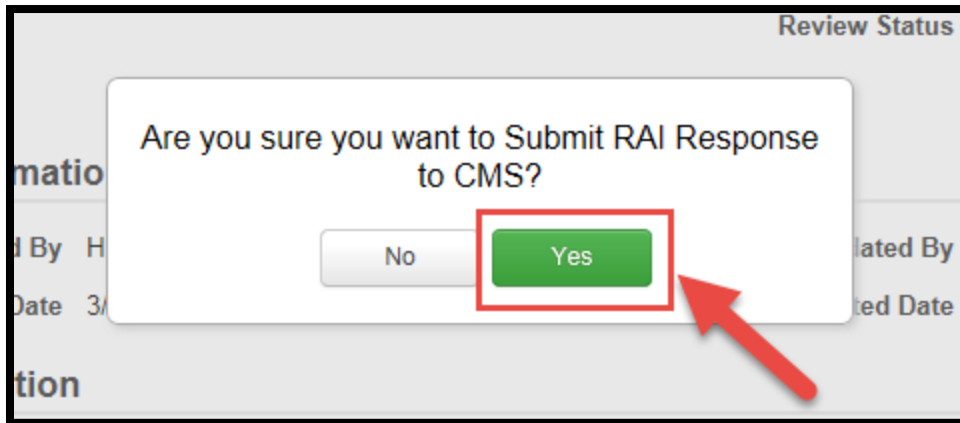 Review Status
Are you sure you want to Submit RAI Response
to CMS?
matio
d By H
lated By
No
Yes
Date 3/
ted Date
tion